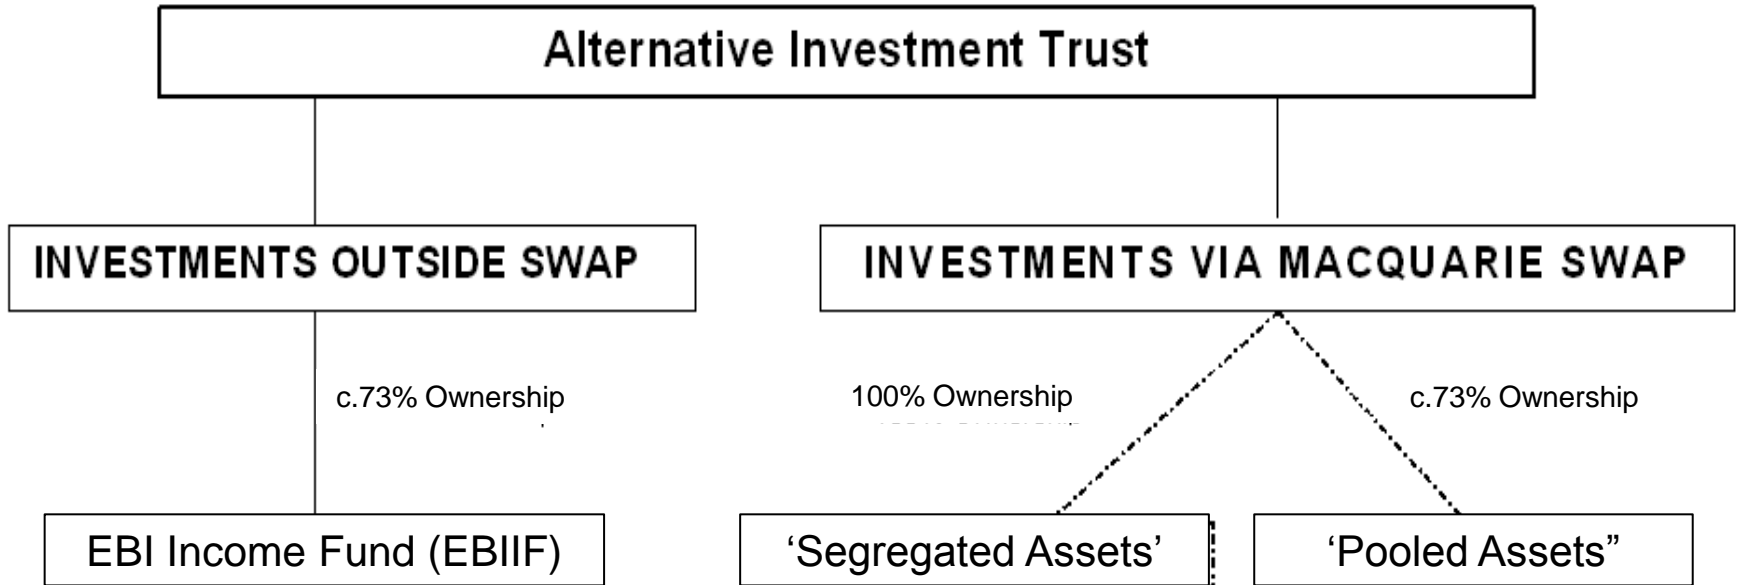 Alternative Investment Trust
INVESTMENTS OUTSIDE SWAP
INVESTMENTS VIA MACQUARIE SWAP
c.73% Ownership
100% Ownership
c.73% Ownership
EBI Income Fund (EBIIF)
‘Segregated Assets’
‘Pooled Assets”